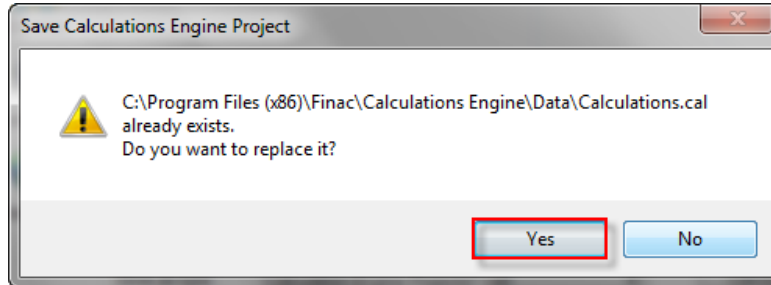 Save Calculations Engine Project
C:\Program Files (x86)\Finac\Calculations Engine\Data\Calculations.cal
already exists.
Do you want to replace it?
Yes
No